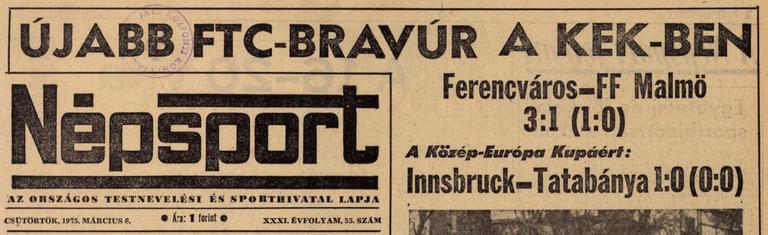 ÚJABB FTC-BRAVÚR A KEK-BEN
Népsport
AZ ORSZÁGOS TESTNEVELÉSI ÉS SPORTHIVATAL LAPJA
CSÜTÖRTÖK, 1975. MÁRCIUS 6. ● Ára: 1 forint ● XXXI. ÉVFOLYAM, 55. SZÁM
Ferencváros–FF Malmö
3:1 (1:0)
A Közép-Európa Kupáért:
Innsbruck–Tatabánya 1:0 (0:0)